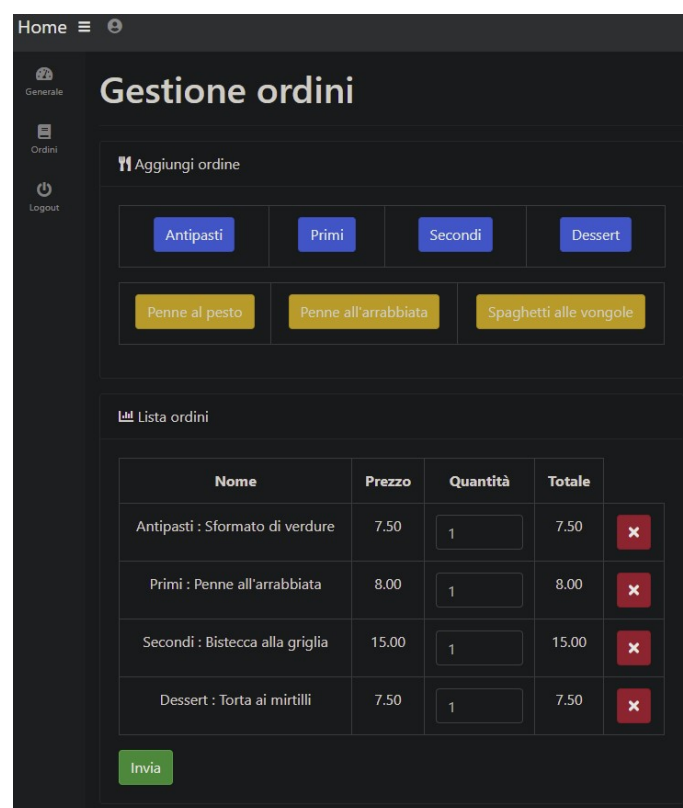 Home
Generale
Ordini
Logout
Gestione ordini
Aggiungi ordine
Antipasti Primi Secondi Dessert
Penne al pesto Penne all'arrabbiata Spaghetti alle vongole
Lista ordini
Nome Prezzo Quantità Totale
Antipasti : Sformato di verdure 7.50 1 7.50
Primi : Penne all'arrabbiata 8.00 1 8.00
Secondi : Bistecca alla griglia 15.00 1 15.00
Dessert : Torta ai mirtilli 7.50 1 7.50
Invia